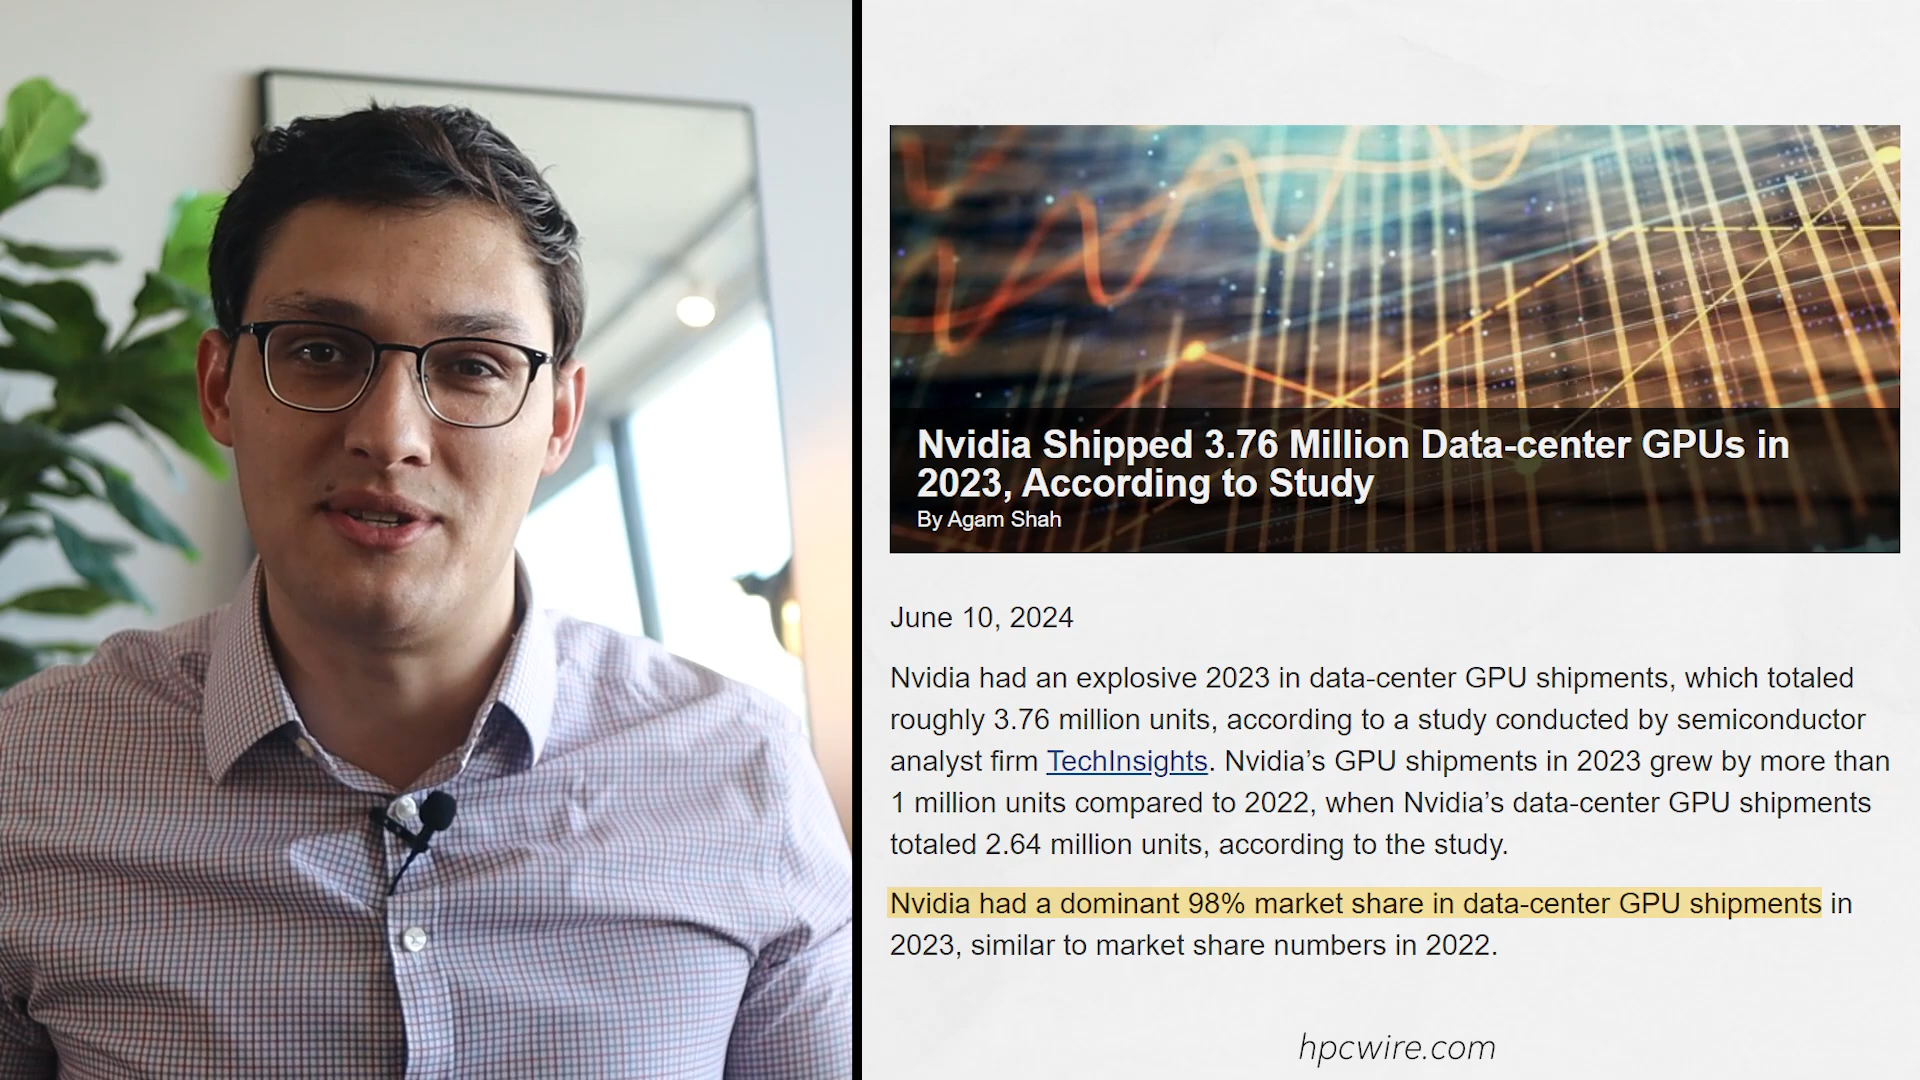 Nvidia Shipped 3.76 Million Data-center GPUs in
2023, According to Study
By Agam Shah
June 10, 2024
Nvidia had an explosive 2023 in data-center GPU shipments, which totaled
roughly 3.76 million units, according to a study conducted by semiconductor
analyst firm TechInsights. Nvidia’s GPU shipments in 2023 grew by more than
1 million units compared to 2022, when Nvidia’s data-center GPU shipments
totaled 2.64 million units, according to the study.
Nvidia had a dominant 98% market share in data-center GPU shipments in
2023, similar to market share numbers in 2022.
hpcwire.com